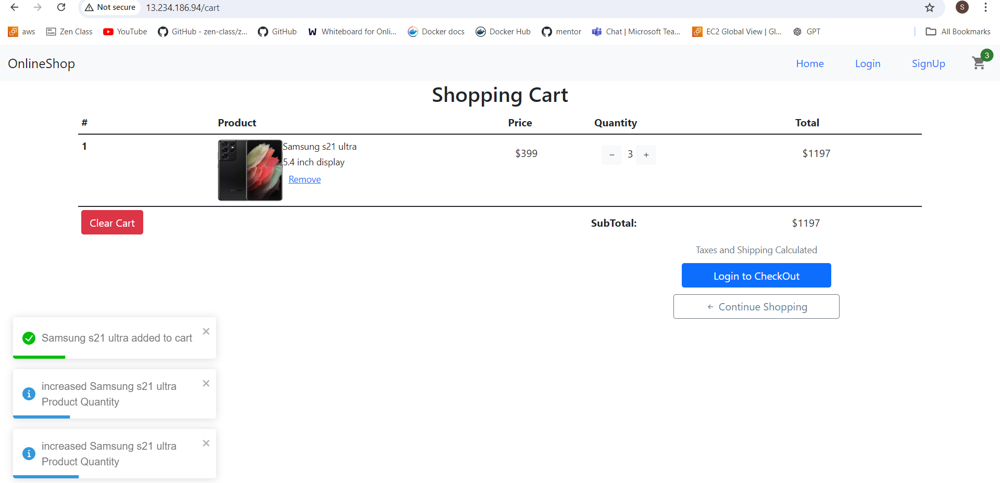 Not secure 13.234.186.94/cart S
aws Zen Class YouTube GitHub - zen-class/z... GitHub Whiteboard for Onli... Docker docs Docker Hub mentor Chat | Microsoft Tea... EC2 Global View | Gl... GPT All Bookmarks
OnlineShop Home Login SignUp 3
Shopping Cart
# Product Price Quantity Total
1 Samsung s21 ultra $399 − 3 + $1197
5.4 inch display
Remove
Clear Cart SubTotal: $1197
Taxes and Shipping Calculated
Login to CheckOut
← Continue Shopping
Samsung s21 ultra added to cart
increased Samsung s21 ultra
Product Quantity
increased Samsung s21 ultra
Product Quantity